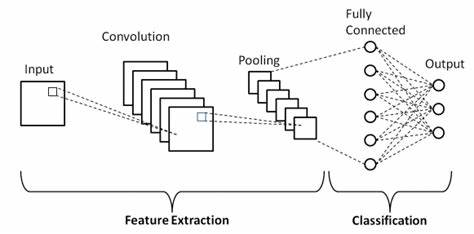 Input
Convolution
Pooling
Fully
Connected
Output
Feature Extraction
Classification